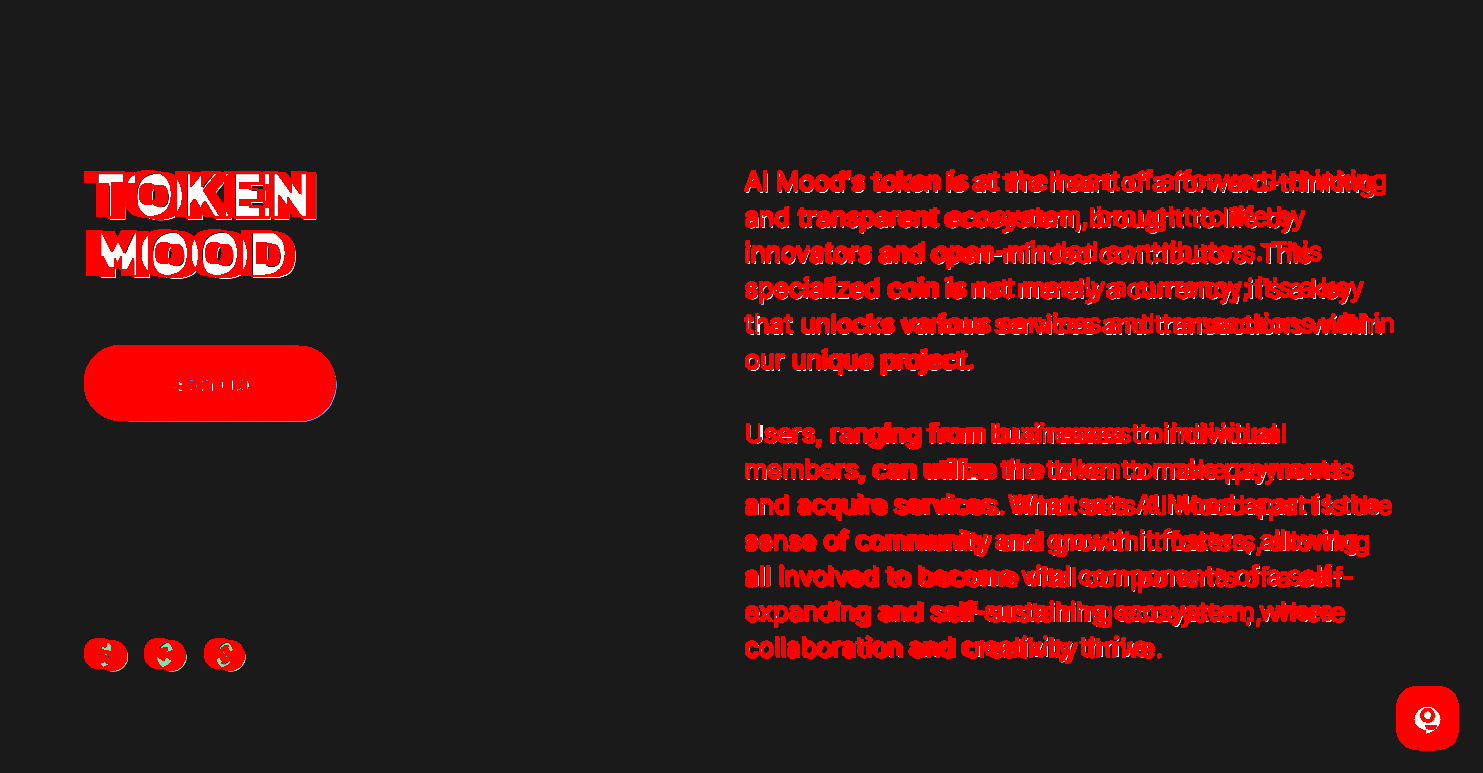 TOKEN
MOOD
AI Mood's token is at the heart of a forward-thinking
and transparent ecosystem, brought to life by
innovators and open-minded contributors. This
specialized coin is not merely a currency; it's a key
that unlocks various services and transactions within
our unique project.
Users, ranging from businesses to individual
members, can utilize the token to make payments
and acquire services. What sets AI Mood apart is the
sense of community and growth it fosters, allowing
all involved to become vital components of a self-
expanding and self-sustaining ecosystem, where
collaboration and creativity thrive.